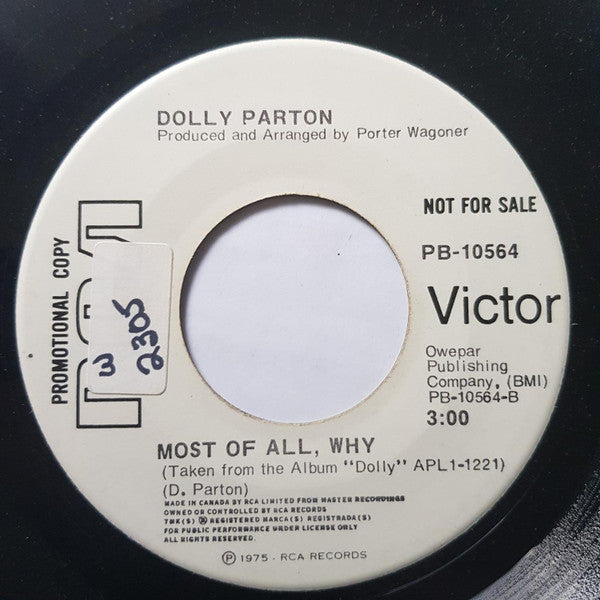 DOLLY PARTON
Produced and Arranged by Porter Wagoner
NOT FOR SALE
PB-10564
Victor
PROMOTIONAL COPY
W
2305
Owepar
Publishing
Company, (BMI)
PB-10564-B
3:00
MOST OF ALL, WHY
(Taken from the Album "Dolly" APL1-1221)
(D. Parton)
MADE IN CANADA BY RCA LIMITED FROM MASTER RECORDINGS
OWNED OR CONTROLLED BY RCA RECORDS
TMK(S) ® REGISTERED MARCA(S) REGISTRADA(S)
FOR PUBLIC PERFORMANCE UNDER LICENSE ONLY
ALL RIGHTS RESERVED.
℗ 1975 - RCA RECORDS